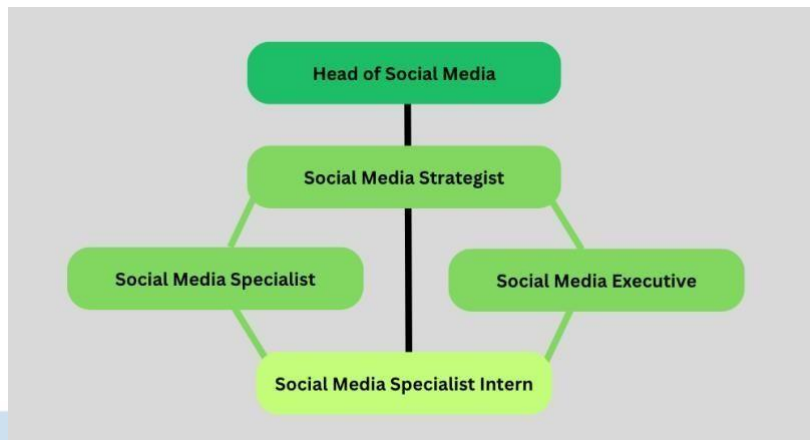 Head of Social Media
Social Media Strategist
Social Media Specialist
Social Media Executive
Social Media Specialist Intern